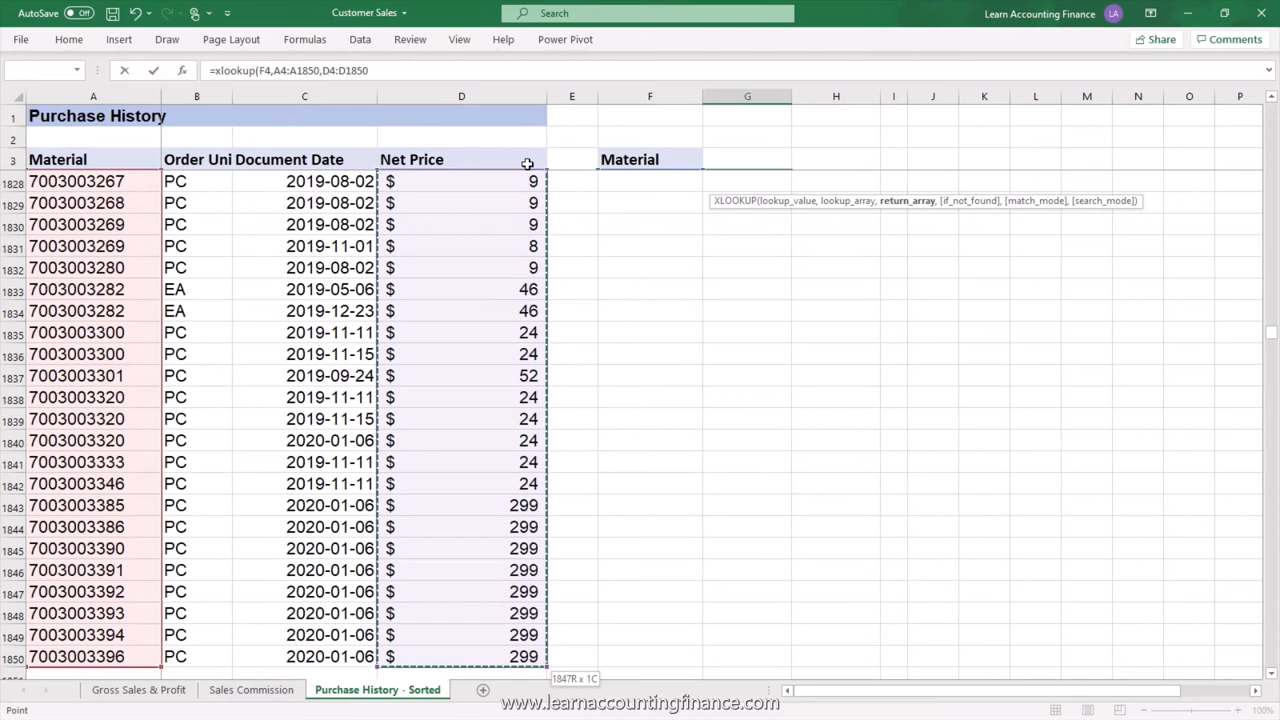 AutoSave Off Customer Sales Search Learn Accounting Finance LA
File Home Insert Draw Page Layout Formulas Data Review View Help Power Pivot Share Comments
fx =xlookup(F4,A4:A1850,D4:D1850
A B C D E F G H I J K L M N O P
1 Purchase History
2
3 Material Order Uni Document Date Net Price Material
1828 7003003267 PC 2019-08-02 $ 9
XLOOKUP(lookup_value, lookup_array, return_array, [if_not_found], [match_mode], [search_mode])
1829 7003003268 PC 2019-08-02 $ 9
1830 7003003269 PC 2019-08-02 $ 9
1831 7003003269 PC 2019-11-01 $ 8
1832 7003003280 PC 2019-08-02 $ 9
1833 7003003282 EA 2019-05-06 $ 46
1834 7003003282 EA 2019-12-23 $ 46
1835 7003003300 PC 2019-11-11 $ 24
1836 7003003300 PC 2019-11-15 $ 24
1837 7003003301 PC 2019-09-24 $ 52
1838 7003003320 PC 2019-11-11 $ 24
1839 7003003320 PC 2019-11-15 $ 24
1840 7003003320 PC 2020-01-06 $ 24
1841 7003003333 PC 2019-11-11 $ 24
1842 7003003346 PC 2019-11-11 $ 24
1843 7003003385 PC 2020-01-06 $ 299
1844 7003003386 PC 2020-01-06 $ 299
1845 7003003390 PC 2020-01-06 $ 299
1846 7003003391 PC 2020-01-06 $ 299
1847 7003003392 PC 2020-01-06 $ 299
1848 7003003393 PC 2020-01-06 $ 299
1849 7003003394 PC 2020-01-06 $ 299
1850 7003003396 PC 2020-01-06 $ 299
1847R x 1C
Gross Sales & Profit Sales Commission Purchase History - Sorted
www.learnaccountingfinance.com
Point 100%